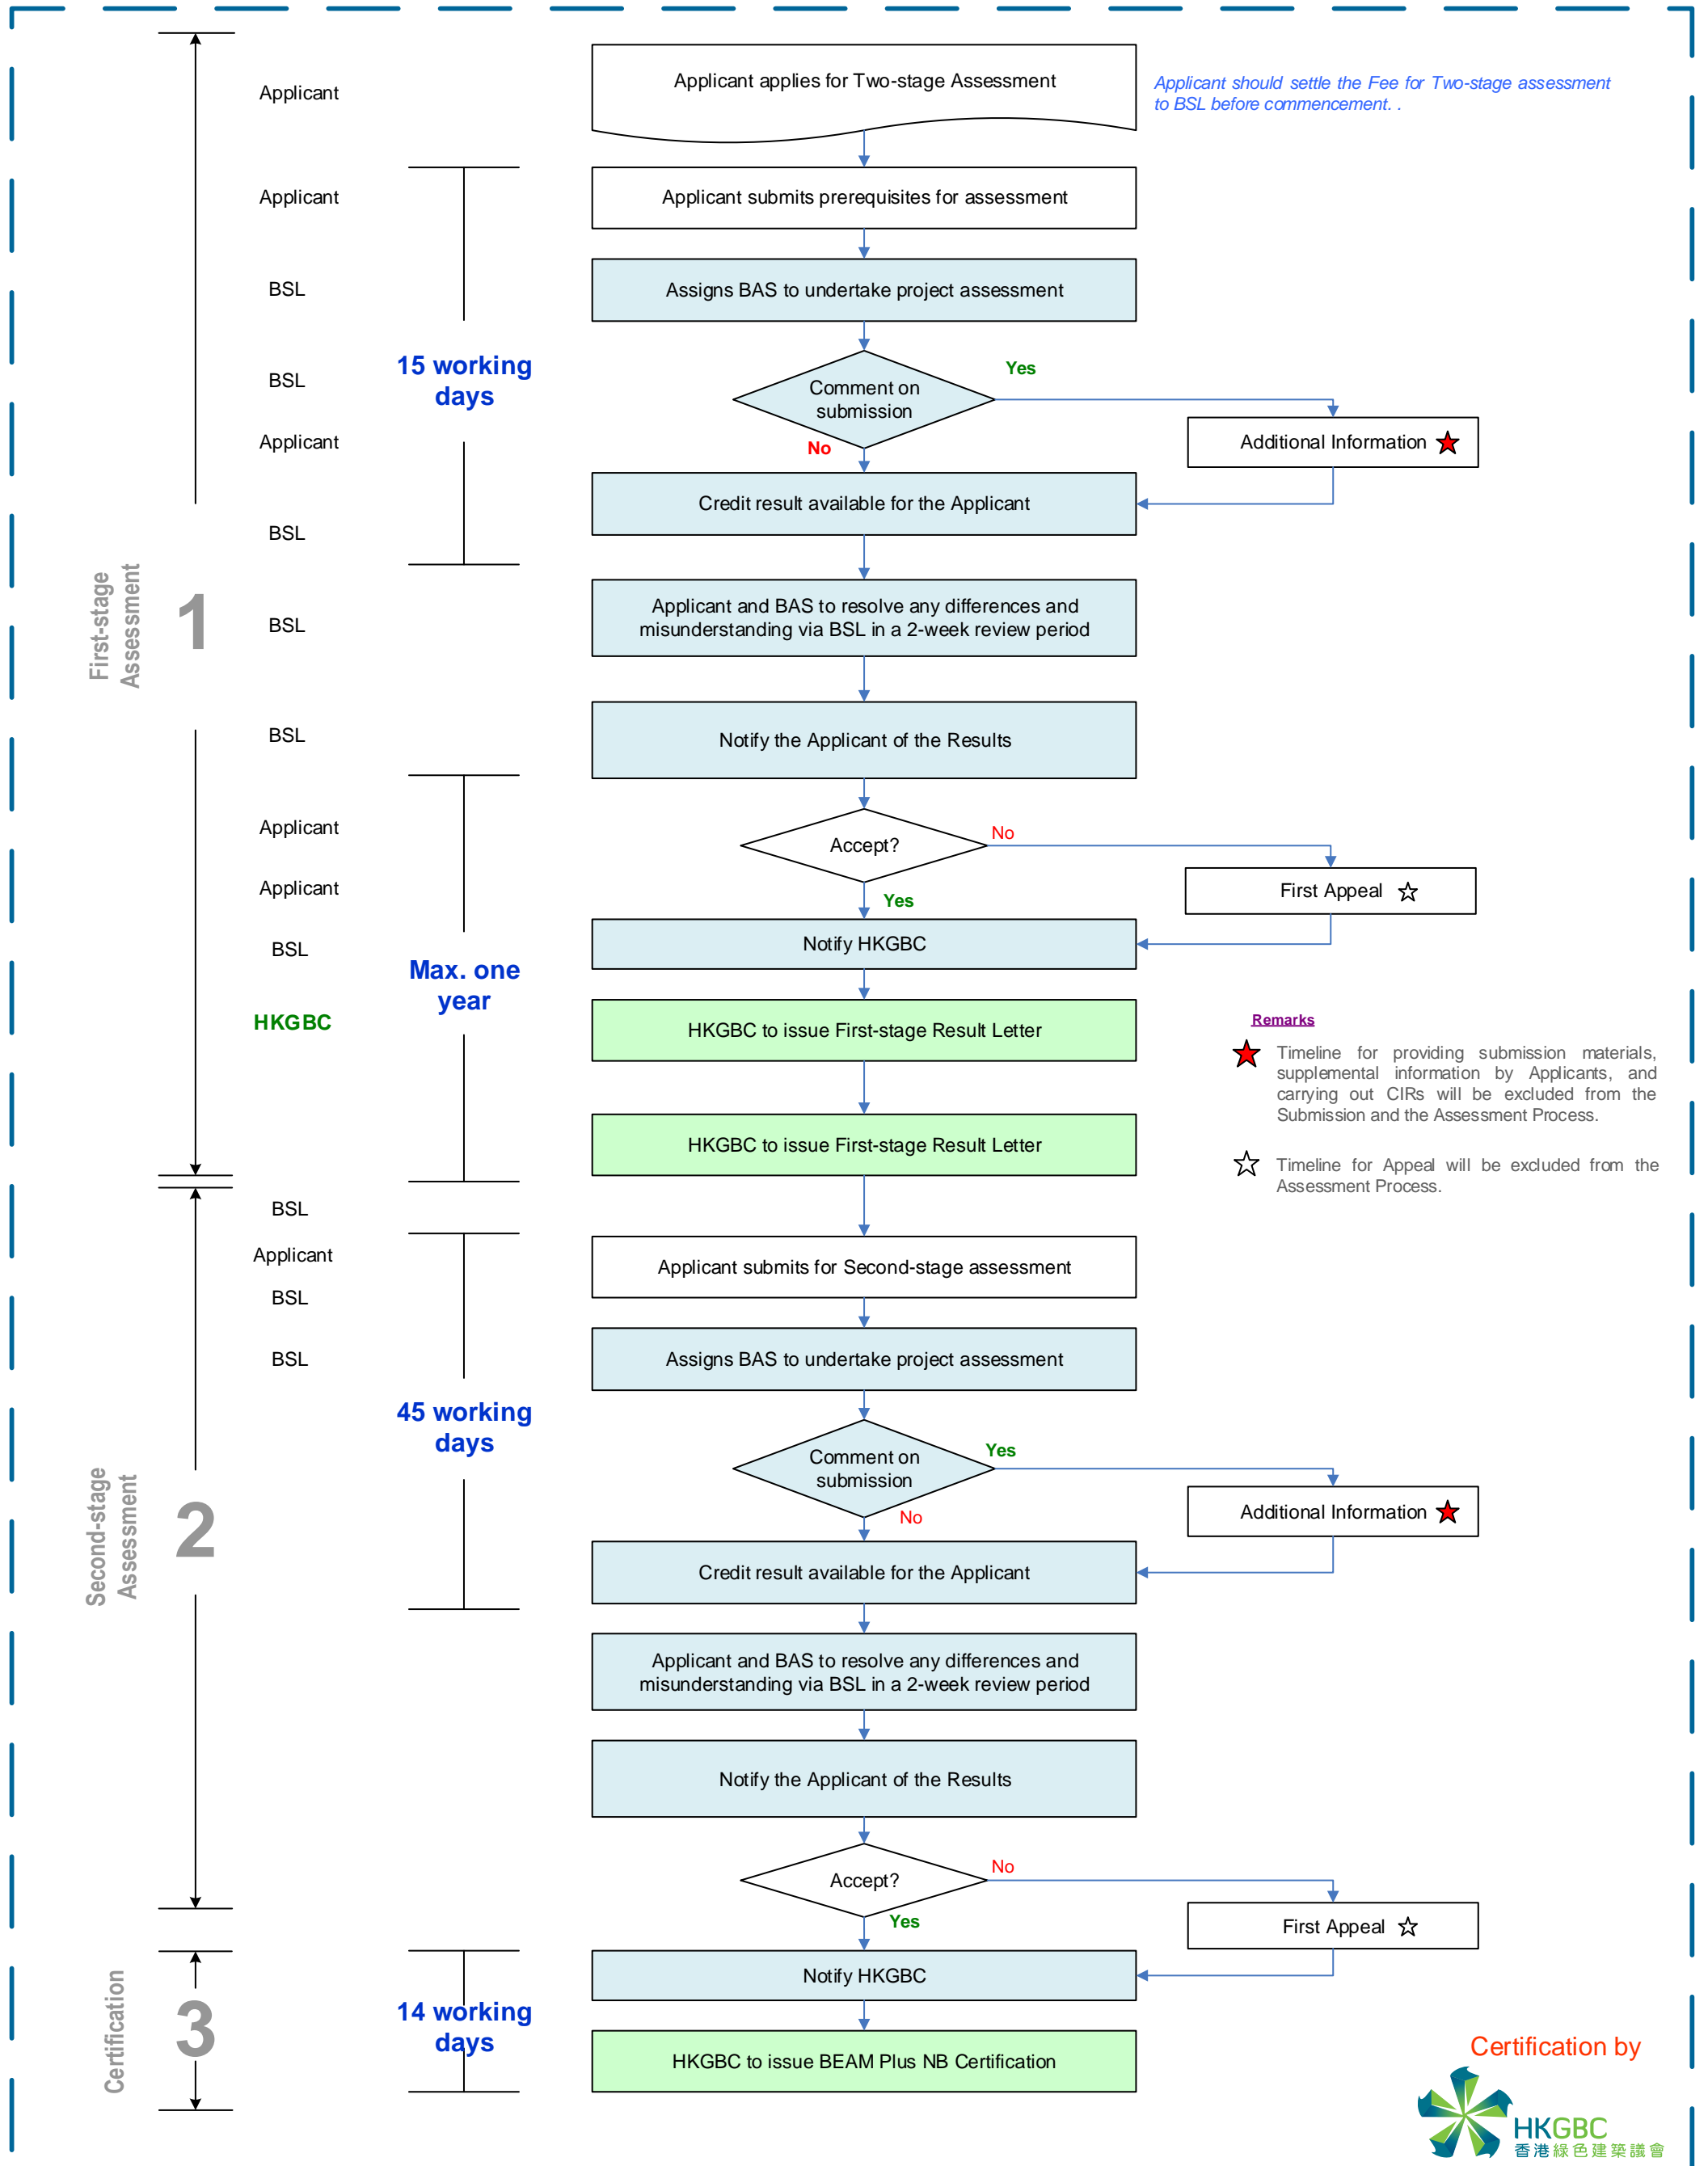 Applicant
Applicant applies for Two-stage Assessment
Applicant should settle the Fee for Two-stage assessment
to BSL before commencement. .
Applicant
Applicant submits prerequisites for assessment
BSL
Assigns BAS to undertake project assessment
15 working
days
BSL
Comment on
submission
Yes
No
Applicant
Additional Information
Credit result available for the Applicant
BSL
First-stage
Assessment
1
BSL
Applicant and BAS to resolve any differences and
misunderstanding via BSL in a 2-week review period
BSL
Notify the Applicant of the Results
Applicant
Accept?
No
Yes
Applicant
First Appeal
BSL
Notify HKGBC
Max. one
year
HKGBC
HKGBC to issue First-stage Result Letter
Remarks
Timeline for providing submission materials,
supplemental information by Applicants, and
carrying out CIRs will be excluded from the
Submission and the Assessment Process.
HKGBC to issue First-stage Result Letter
Timeline for Appeal will be excluded from the
Assessment Process.
BSL
Applicant
Applicant submits for Second-stage assessment
BSL
BSL
Assigns BAS to undertake project assessment
45 working
days
Comment on
submission
Yes
No
Second-stage
Assessment
2
Additional Information
Credit result available for the Applicant
Applicant and BAS to resolve any differences and
misunderstanding via BSL in a 2-week review period
Notify the Applicant of the Results
Accept?
No
Yes
First Appeal
Notify HKGBC
Certification
3
14 working
days
HKGBC to issue BEAM Plus NB Certification
Certification by
HKGBC
香港綠色建築議會